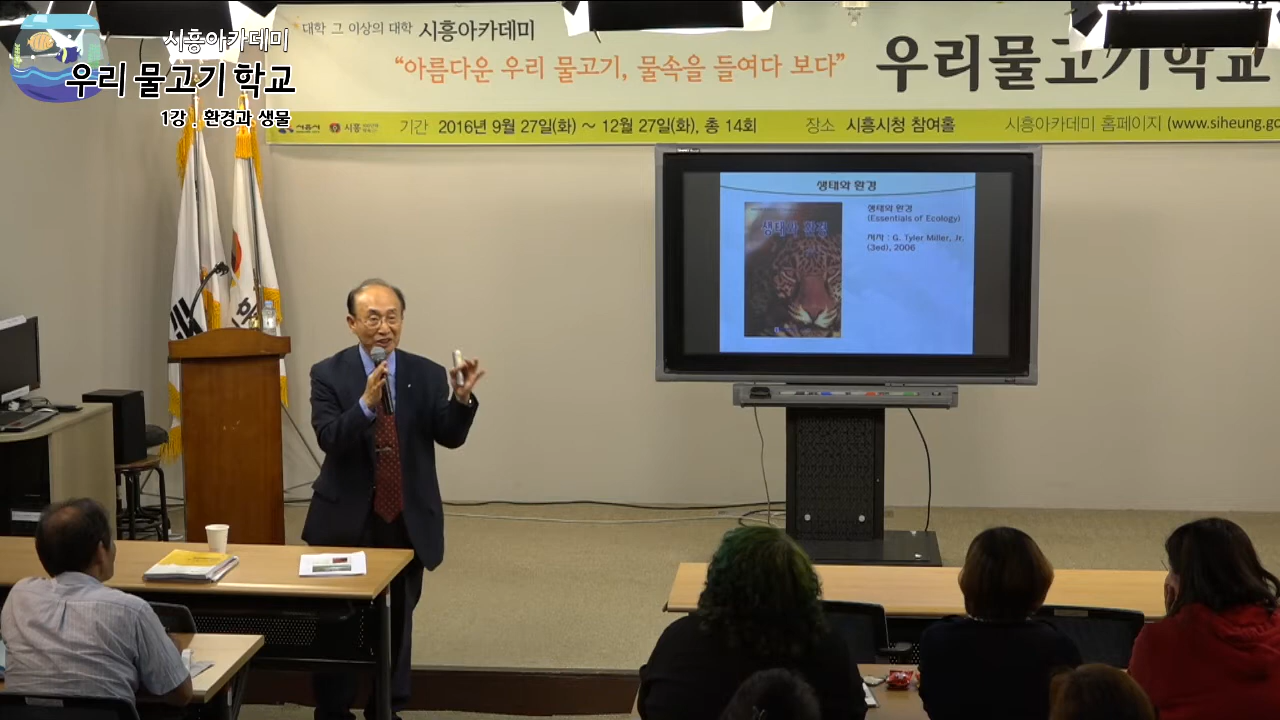 대학 그 이상의 대학 시흥아카데미
시흥아카데미
우리 물고기 학교
1강 . 환경과 생물
“아름다운 우리 물고기, 물속을 들여다 보다”
우리물고기학교
시흥시 시흥
기간 2016년 9월 27일(화) ~ 12월 27일(화), 총 14회
장소 시흥시청 참여홀
시흥아카데미 홈페이지 (www.siheung.go
생태와 환경
생태와 환경
생태와 환경
(Essentials of Ecology)
저자 : G. Tyler Miller, Jr.
(3ed), 2006